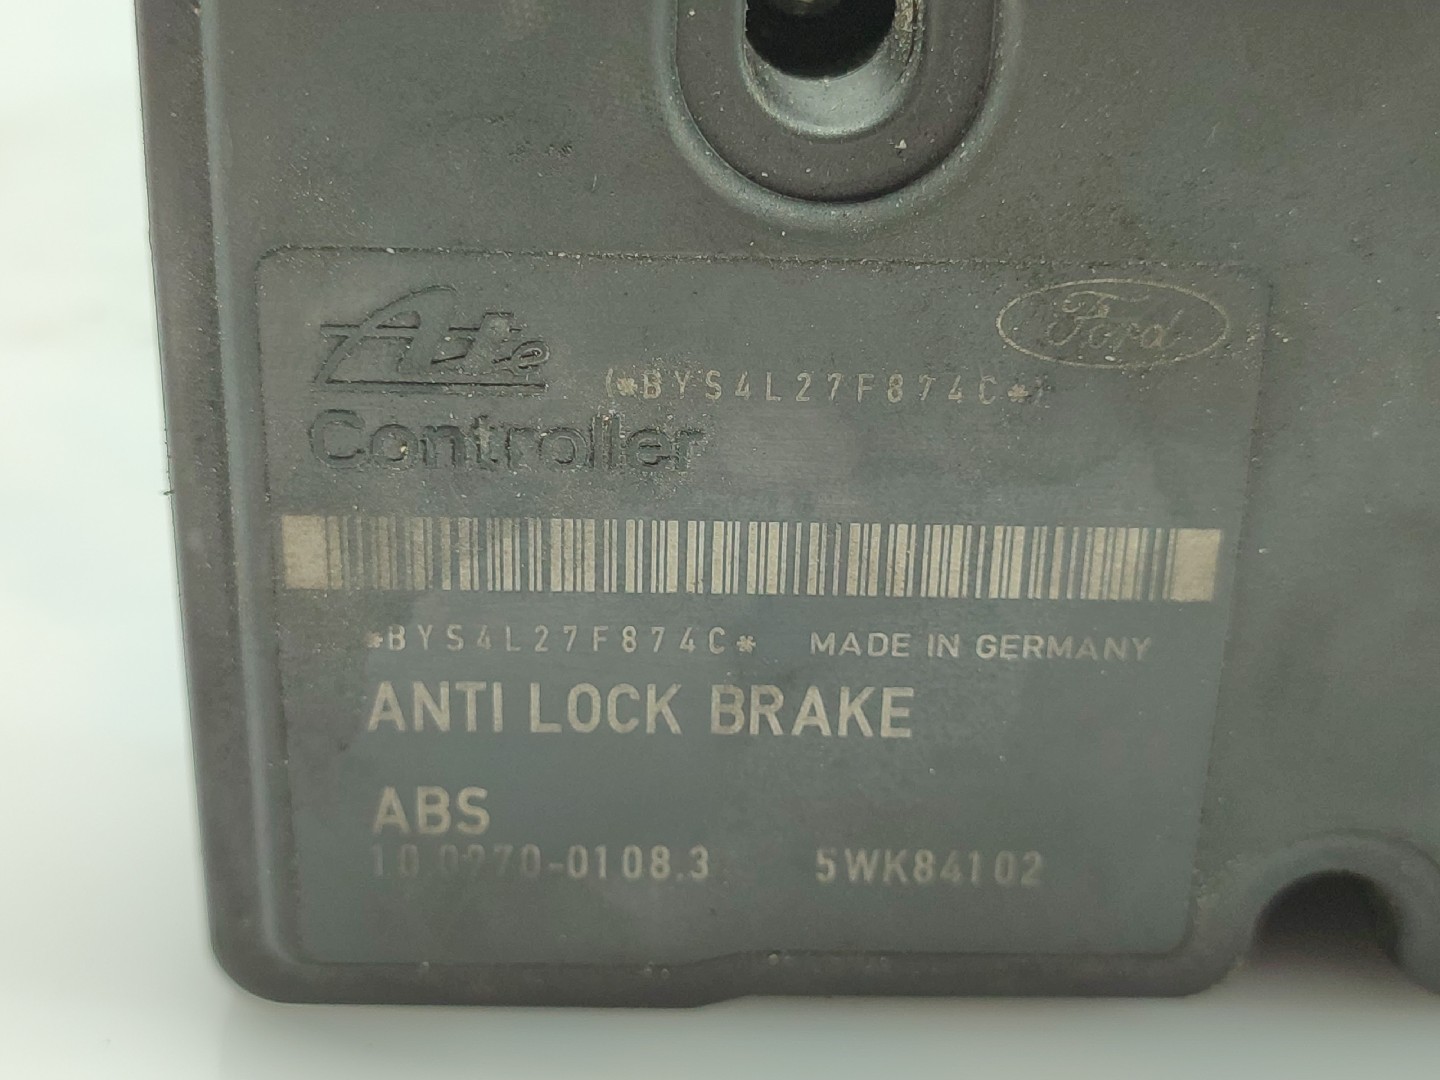 Ate
Ford
(*BYS4L27F874C*)
Controller
*BYS4L27F874C* MADE IN GERMANY
ANTI LOCK BRAKE
ABS
10.0970-0108.3 5WK84102